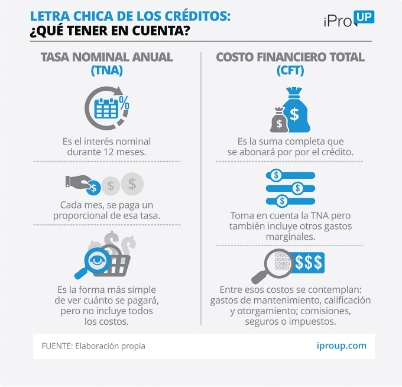 LETRA CHICA DE LOS CRÉDITOS:
¿QUÉ TENER EN CUENTA?
iProUP
TASA NOMINAL ANUAL
(TNA)
%
Es el interés nominal
durante 12 meses.
$ $ $
Cada mes, se paga un
proporcional de esa tasa.
$ $ $
Es la forma más simple
de ver cuánto se pagará,
pero no incluye todos
los costos.
COSTO FINANCIERO TOTAL
(CFT)
$ $
Es la suma completa que
se abonará por por el crédito.
$
$
$
Toma en cuenta la TNA pero
también incluye otros gastos
marginales.
$$$
Entre esos costos se contemplan:
gastos de mantenimiento, calificación
y otorgamiento; comisiones,
seguros o impuestos.
FUENTE: Elaboración propia
iproup.com